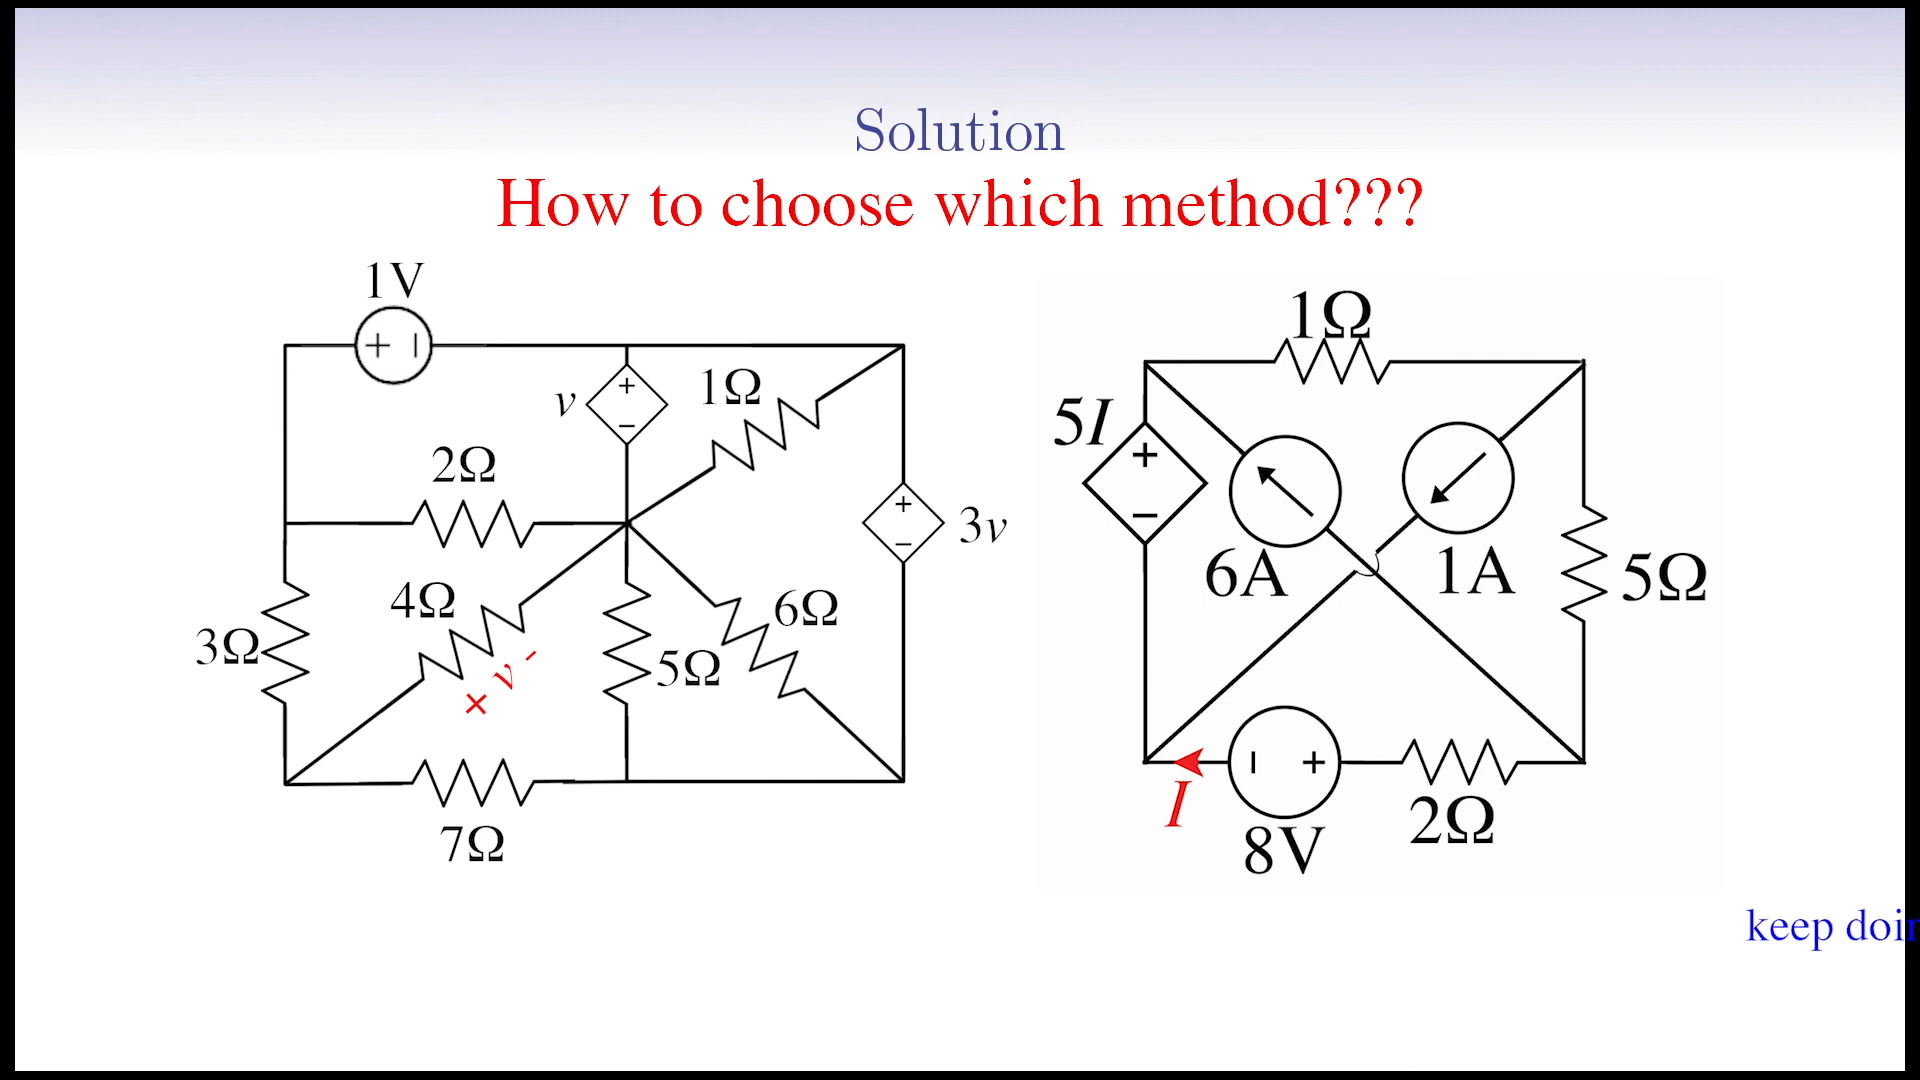 Solution
How to choose which method???
1V
+ -
v
+
-
1Ω
2Ω
+
-
3v
4Ω
3Ω
+ v -
5Ω
6Ω
7Ω
1Ω
5I
+
-
6A
1A
5Ω
- +
I
8V
2Ω
keep doin